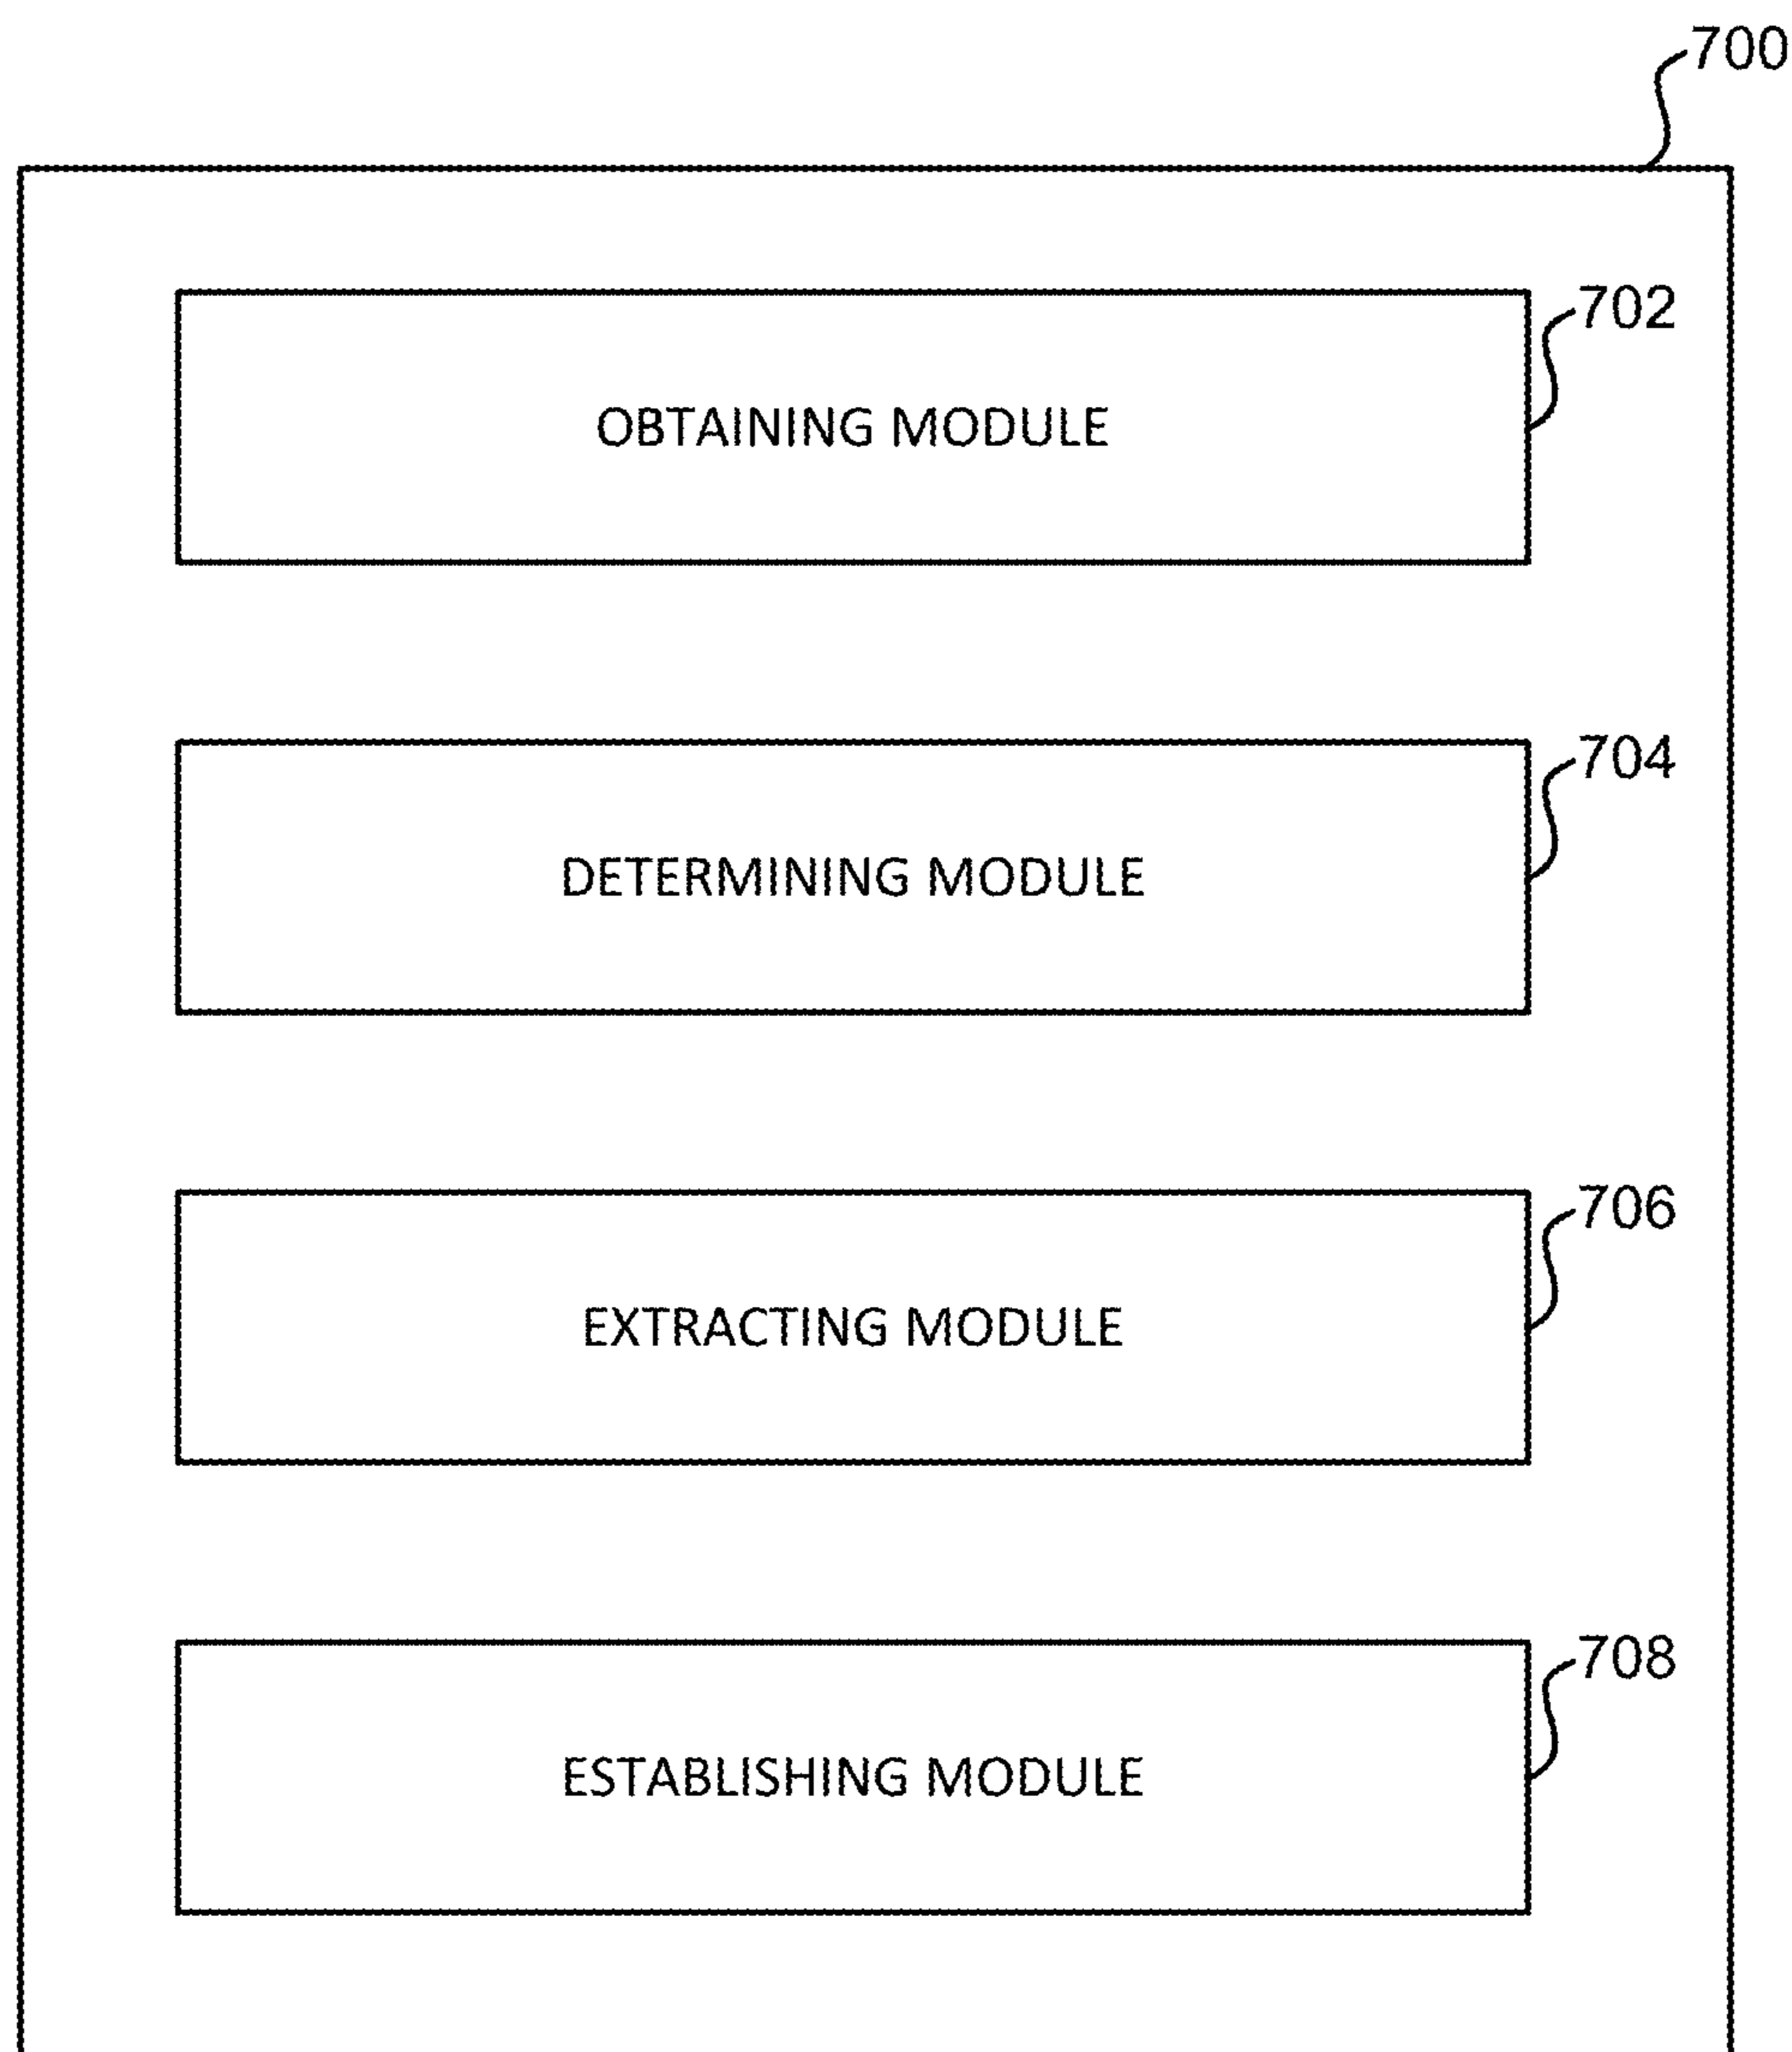 700
702
OBTAINING MODULE
704
DETERMINING MODULE
706
EXTRACTING MODULE
708
ESTABLISHING MODULE